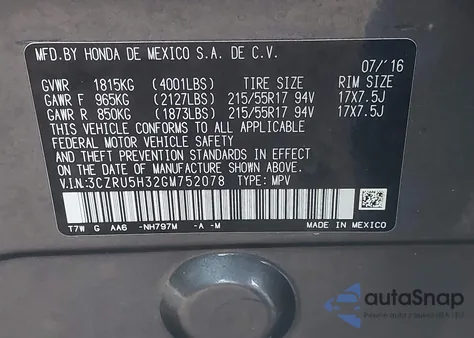 MFD.BY HONDA DE MEXICO S.A. DE C.V.
07/'16
GVWR 1815KG (4001LBS) TIRE SIZE RIM SIZE
GAWR F 965KG (2127LBS) 215/55R17 94V 17X7.5J
GAWR R 850KG (1873LBS) 215/55R17 94V 17X7.5J
THIS VEHICLE CONFORMS TO ALL APPLICABLE
FEDERAL MOTOR VEHICLE SAFETY
AND THEFT PREVENTION STANDARDS IN EFFECT
ON THE DATE OF MANUFACTURE SHOWN ABOVE.
V.I.N:3CZRU5H32GM752078 TYPE: MPV
T7W G AA6 -NH797M -A -M IN HONDA
autoSnap